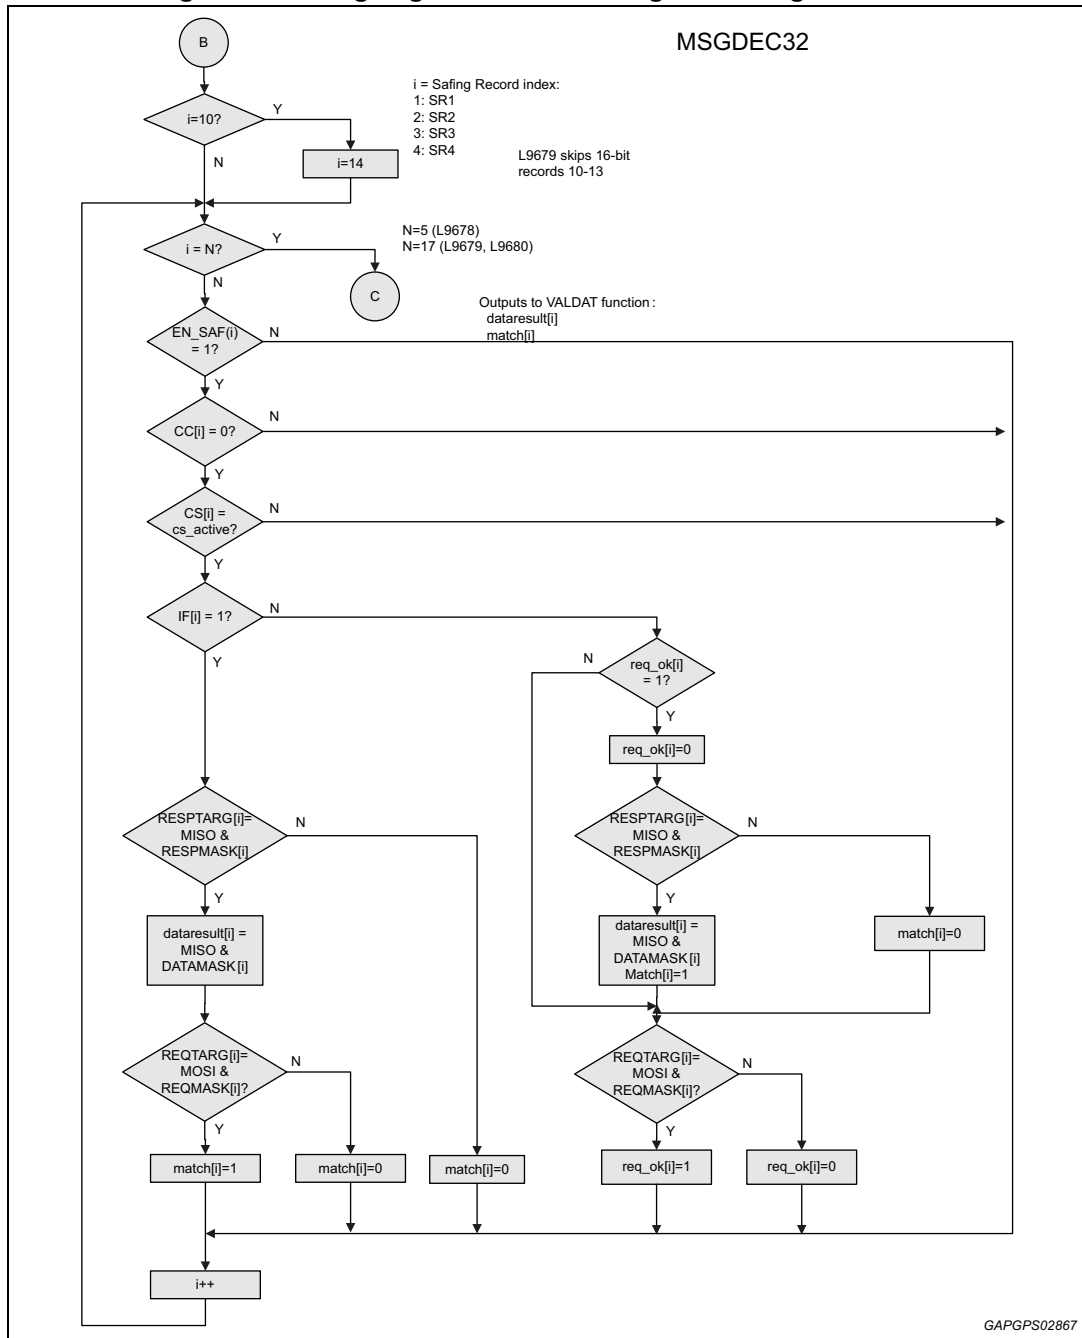 MSGDEC32
B
i = Safing Record index:
1: SR1
2: SR2
3: SR3
4: SR4
i=10?
Y
N
i=14
L9679 skips 16-bit
records 10-13
i = N?
Y
N
N=5 (L9678)
N=17 (L9679, L9680)
C
Outputs to VALDAT function :
dataresult[i]
match[i]
EN_SAF(i)
= 1?
N
Y
CC[i] = 0?
N
Y
CS[i] =
cs_active?
N
Y
IF[i] = 1?
N
Y
req_ok[i]
= 1?
N
Y
req_ok[i]=0
RESPTARG[i]=
MISO &
RESPMASK[i]
N
Y
RESPTARG[i]=
MISO &
RESPMASK[i]
N
Y
dataresult[i] =
MISO &
DATAMASK[i]
dataresult[i] =
MISO &
DATAMASK[i]
Match[i]=1
match[i]=0
REQTARG[i]=
MOSI &
REQMASK[i]?
N
Y
REQTARG[i]=
MOSI &
REQMASK[i]?
N
Y
match[i]=1
match[i]=0
match[i]=0
req_ok[i]=1
req_ok[i]=0
i++
GAPGPS02867